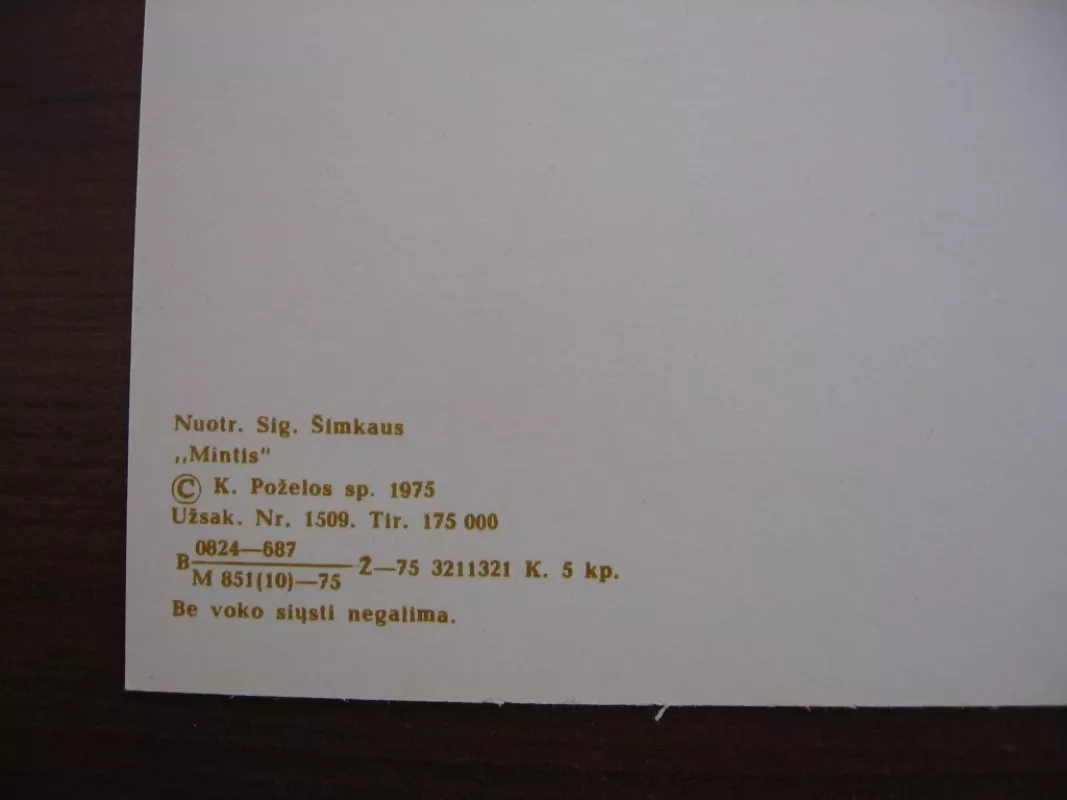 Nuotr. Sig. Šimkaus
„Mintis"
© K. Poželos sp. 1975
Užsak. Nr. 1509. Tir. 175 000
B 0824—687
M 851(10)—75 Ž—75 3211321 K. 5 kp.
Be voko siųsti negalima.